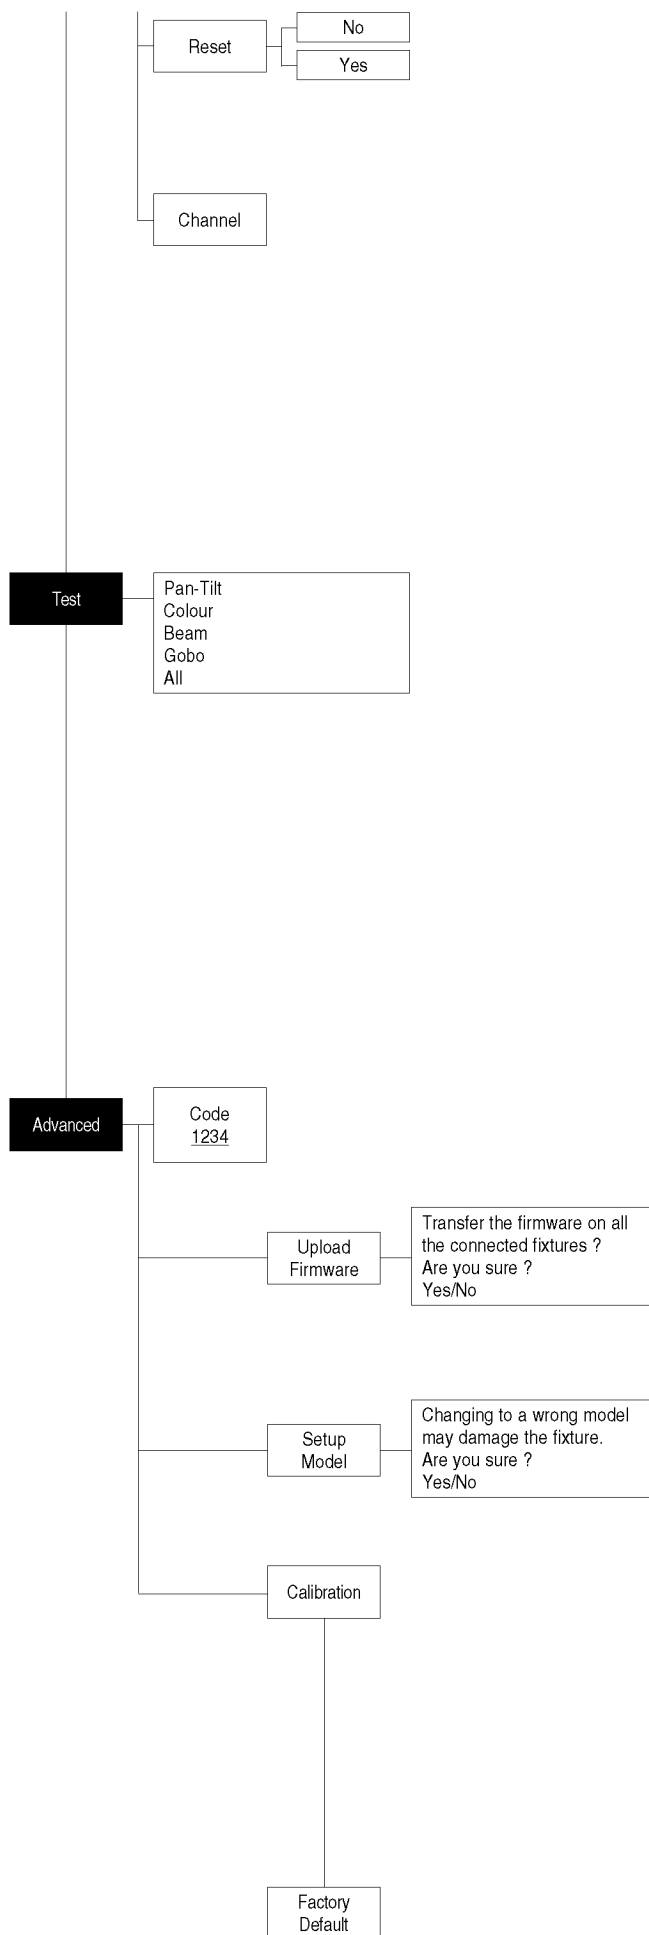 Reset
No
Yes
Channel
Test
Pan-Tilt
Colour
Beam
Gobo
All
Advanced
Code
1234
Upload
Firmware
Transfer the firmware on all
the connected fixtures ?
Are you sure ?
Yes/No
Setup
Model
Changing to a wrong model
may damage the fixture.
Are you sure ?
Yes/No
Calibration
Factory
Default